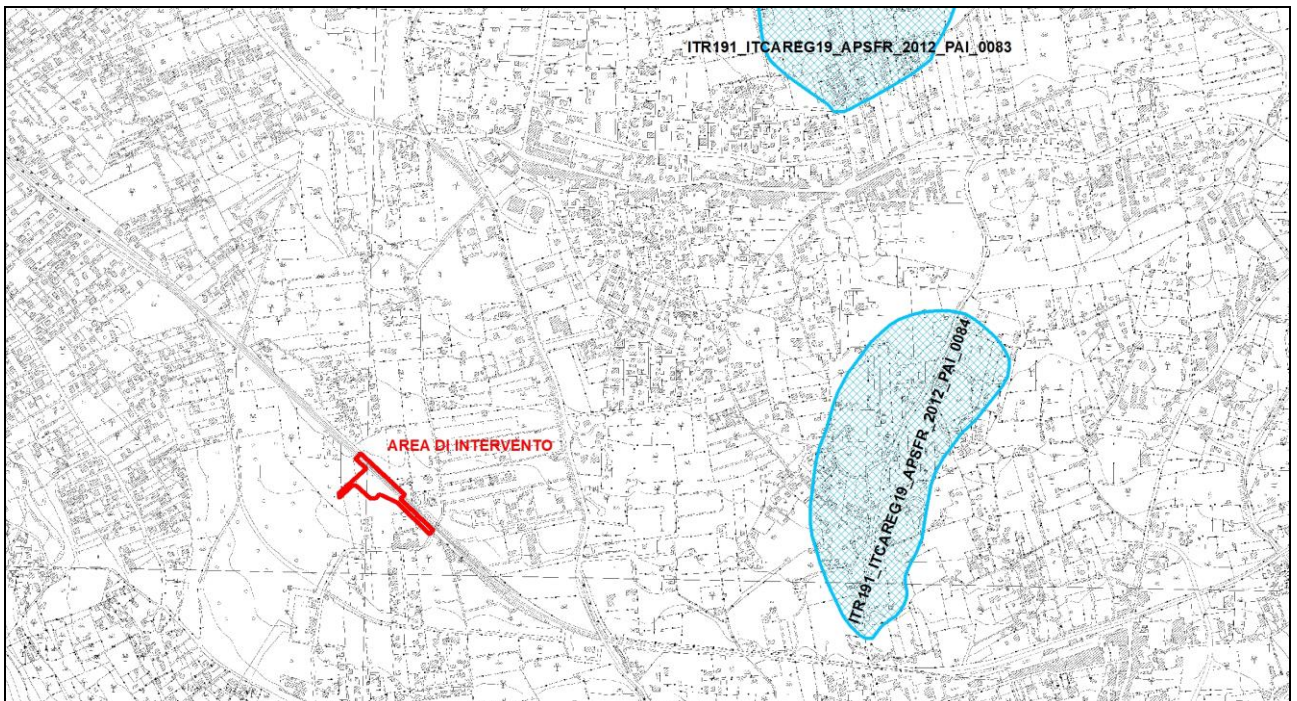 ITR191_ITCAREG19_APSFR_2012_PAI_0083
ITR191_ITCAREG19_APSFR_2012_PAI_0084
AREA DI INTERVENTO